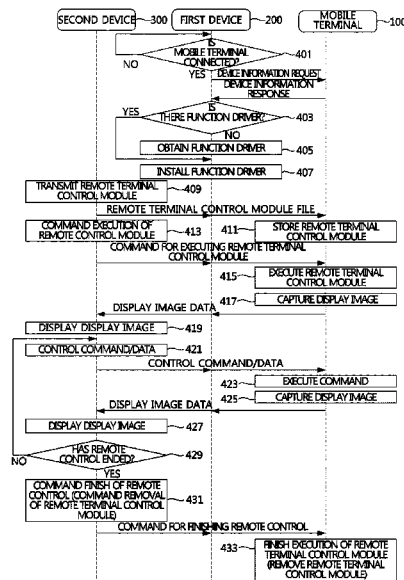 SECOND DEVICE 300
FIRST DEVICE 200
MOBILE
TERMINAL 100
IS
MOBILE TERMINAL
CONNECTED?
401
NO
YES
DEVICE INFORMATION REQUEST
DEVICE INFORMATION
RESPONSE
IS
THERE FUNCTION DRIVER?
403
YES
NO
OBTAIN FUNCTION DRIVER 405
INSTALL FUNCTION DRIVER 407
TRANSMIT REMOTE TERMINAL
CONTROL MODULE
409
REMOTE TERMINAL CONTROL MODULE FILE
COMMAND EXECUTION OF
REMOTE CONTROL MODULE
413
411
STORE REMOTE TERMINAL
CONTROL MODULE
COMMAND FOR EXECUTING REMOTE TERMINAL
CONTROL MODULE
415
EXECUTE REMOTE TERMINAL
CONTROL MODULE
417
CAPTURE DISPLAY IMAGE
DISPLAY IMAGE DATA
DISPLAY DISPLAY IMAGE 419
CONTROL COMMAND/DATA 421
CONTROL COMMAND/DATA
423
EXECUTE COMMAND
425
CAPTURE DISPLAY IMAGE
DISPLAY IMAGE DATA
DISPLAY DISPLAY IMAGE 427
HAS REMOTE
CONTROL ENDED?
429
NO
YES
COMMAND FINISH OF REMOTE
CONTROL (COMMAND REMOVAL
OF REMOTE TERMINAL CONTROL
MODULE)
431
COMMAND FOR FINISHING REMOTE CONTROL
433
FINISH EXECUTION OF REMOTE
TERMINAL CONTROL MODULE
(REMOVE REMOTE TERMINAL
CONTROL MODULE)